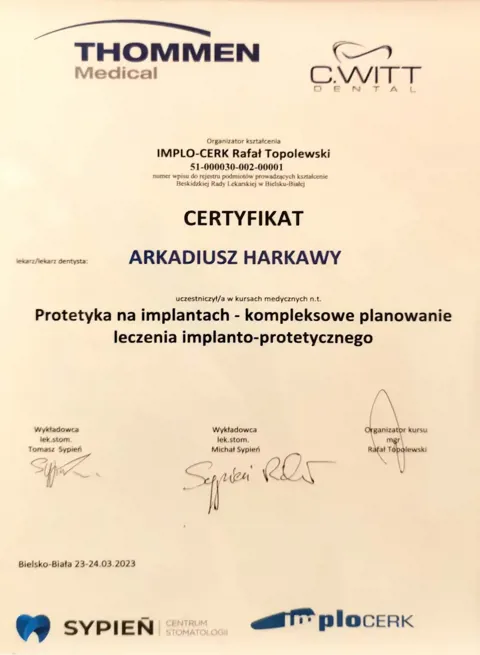 THOMMEN
Medical
C.WITT
DENTAL
Organizator kształcenia
IMPLO-CERK Rafał Topolewski
51-000030-002-00001
numer wpisu do rejestru podmiotów prowadzących kształcenie
Beskidzkiej Rady Lekarskiej w Bielsku-Białej
CERTYFIKAT
lekarz/lekarz dentysta:
ARKADIUSZ HARKAWY
uczestniczył/a w kursach medycznych n.t.
Protetyka na implantach - kompleksowe planowanie
leczenia implanto-protetycznego
Wykładowca
lek.stom.
Tomasz Sypień
Wykładowca
lek.stom.
Michał Sypień
Organizator kursu
mgr
Rafał Topolewski
Sypień
Bielsko-Biała 23-24.03.2023
SYPIEŃ
CENTRUM
STOMATOLOGII
implocerk